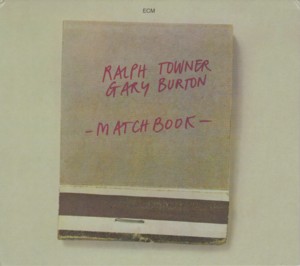 ECM
RALPH TOWNER
GARY BURTON
-MATCHBOOK-